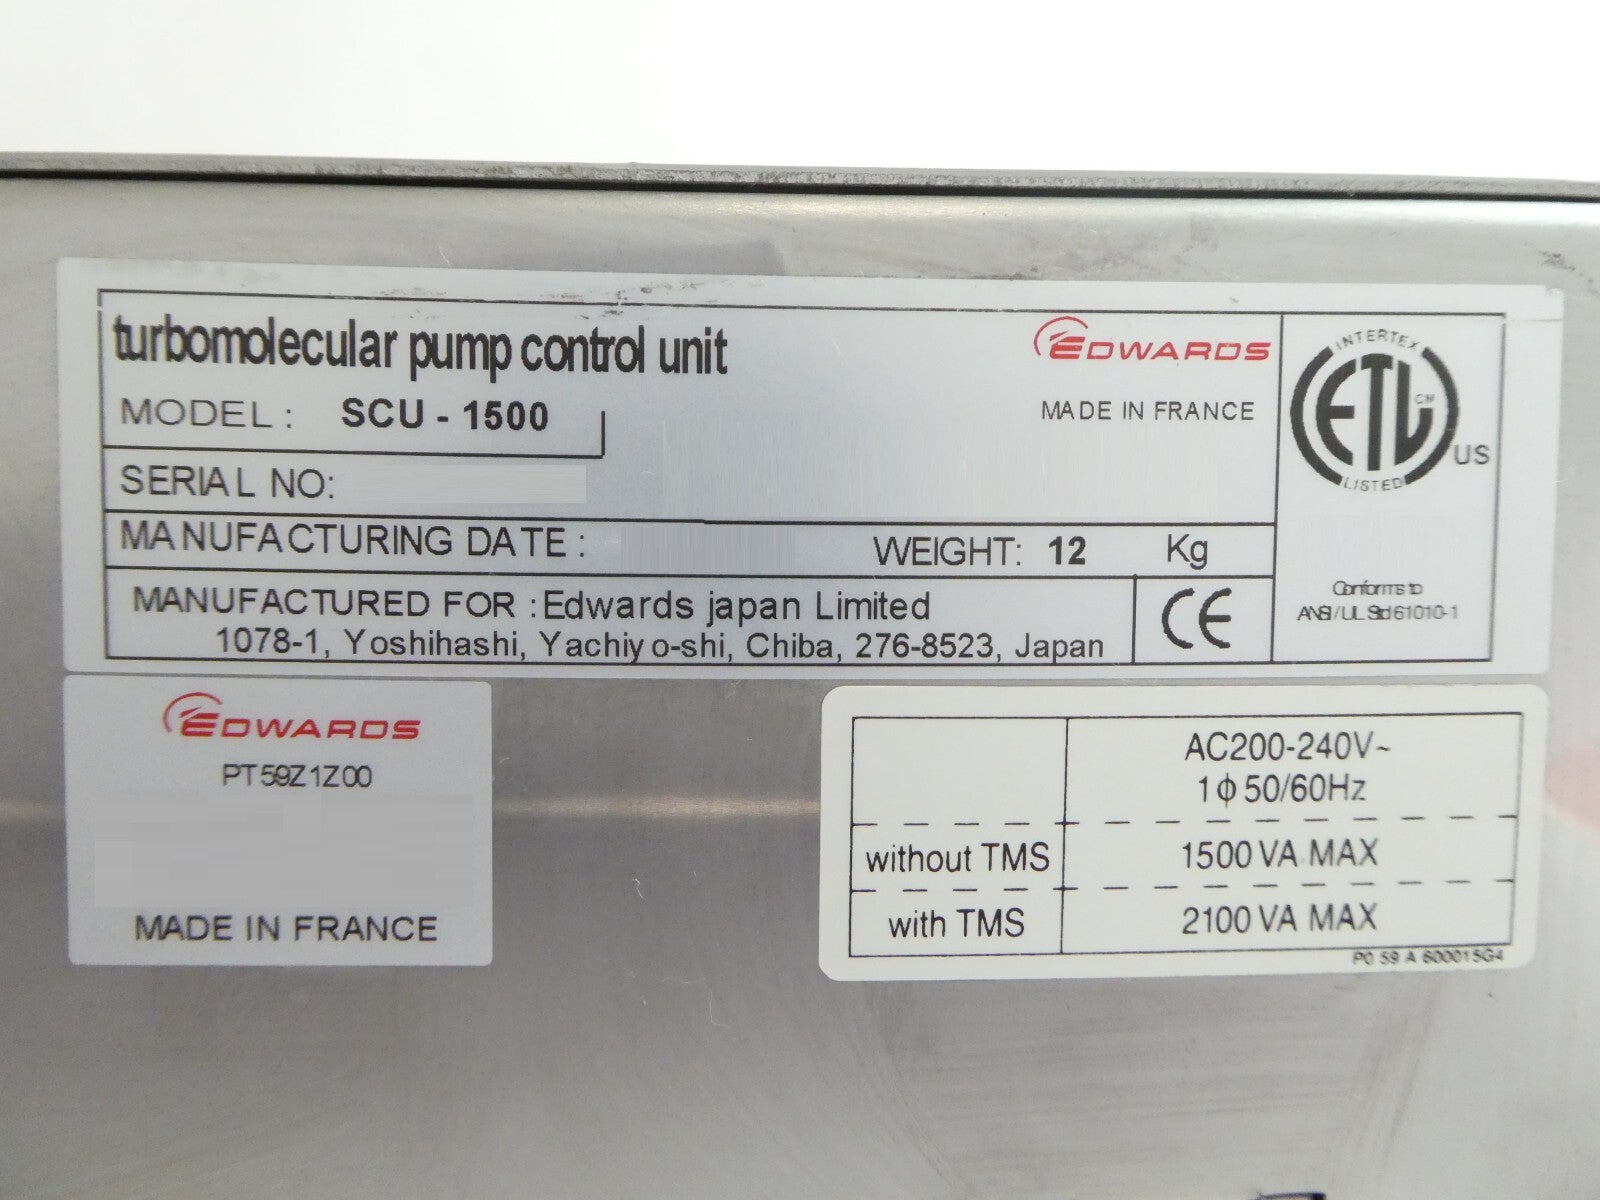 turbomolecular pump control unit
EDWARDS
MODEL: SCU - 1500
MADE IN FRANCE
SERIAL NO:
MANUFACTURING DATE: WEIGHT: 12 Kg
MANUFACTURED FOR :Edwards japan Limited
1078-1, Yoshihashi, Yachiyo-shi, Chiba, 276-8523, Japan
CE
INTERTEK
ETL CM
US
LISTED
Conforms to
ANSI/UL Std 61010-1
EDWARDS
PT59Z1Z00
MADE IN FRANCE
AC200-240V~
1ϕ50/60Hz
without TMS 1500 VA MAX
with TMS 2100 VA MAX
P0 59 A 600015G4